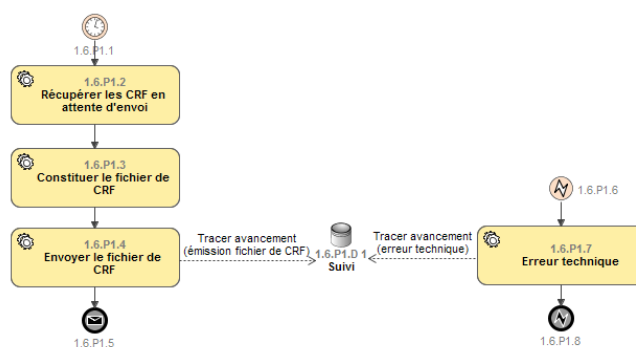 1.6.P1.1
1.6.P1.2
Récupérer les CRF en
attente d'envoi
1.6.P1.3
Constituer le fichier de
CRF
1.6.P1.4
Envoyer le fichier de
CRF
1.6.P1.5
Tracer avancement
(émission fichier de CRF)
1.6.P1.D 1
Suivi
Tracer avancement
(erreur technique)
1.6.P1.6
1.6.P1.7
Erreur technique
1.6.P1.8